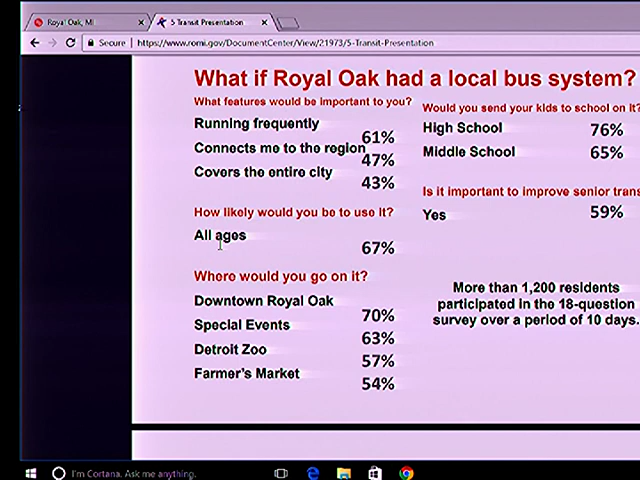 Royal Oak, MI
5 Transit Presentation
Secure
https://www.romi.gov/DocumentCenter/View/21973/5-Transit-Presentation
What if Royal Oak had a local bus system?
What features would be important to you?
Running frequently
61%
Connects me to the region
47%
Covers the entire city
43%
How likely would you be to use it?
All ages
67%
Where would you go on it?
Downtown Royal Oak
70%
Special Events
63%
Detroit Zoo
57%
Farmer's Market
54%
Would you send your kids to school on it?
High School
76%
Middle School
65%
Is it important to improve senior trans
Yes
59%
More than 1,200 residents
participated in the 18-question
survey over a period of 10 days.
I'm Cortana. Ask me anything.